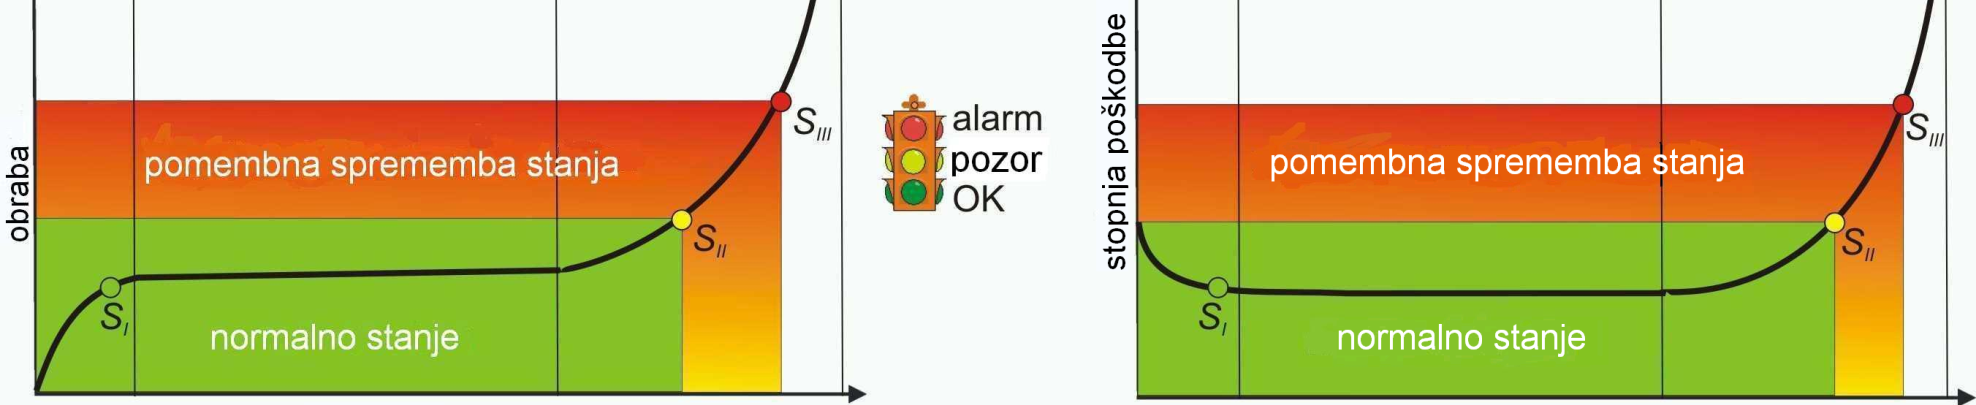 obraba
pomembna sprememba stanja
normalno stanje
S_I
S_II
S_III
alarm
pozor
OK
stopnja poškodbe
pomembna sprememba stanja
normalno stanje
S_I
S_II
S_III